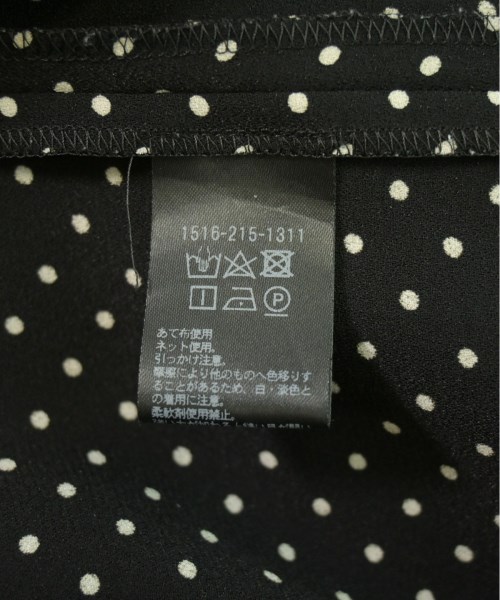 1516-215-1311
あて布使用
ネット使用。
引っかけ注意。
摩擦により他のものへ色移りす
ることがあるため、白・淡色と
の着用に注意。
柔軟剤使用禁止。